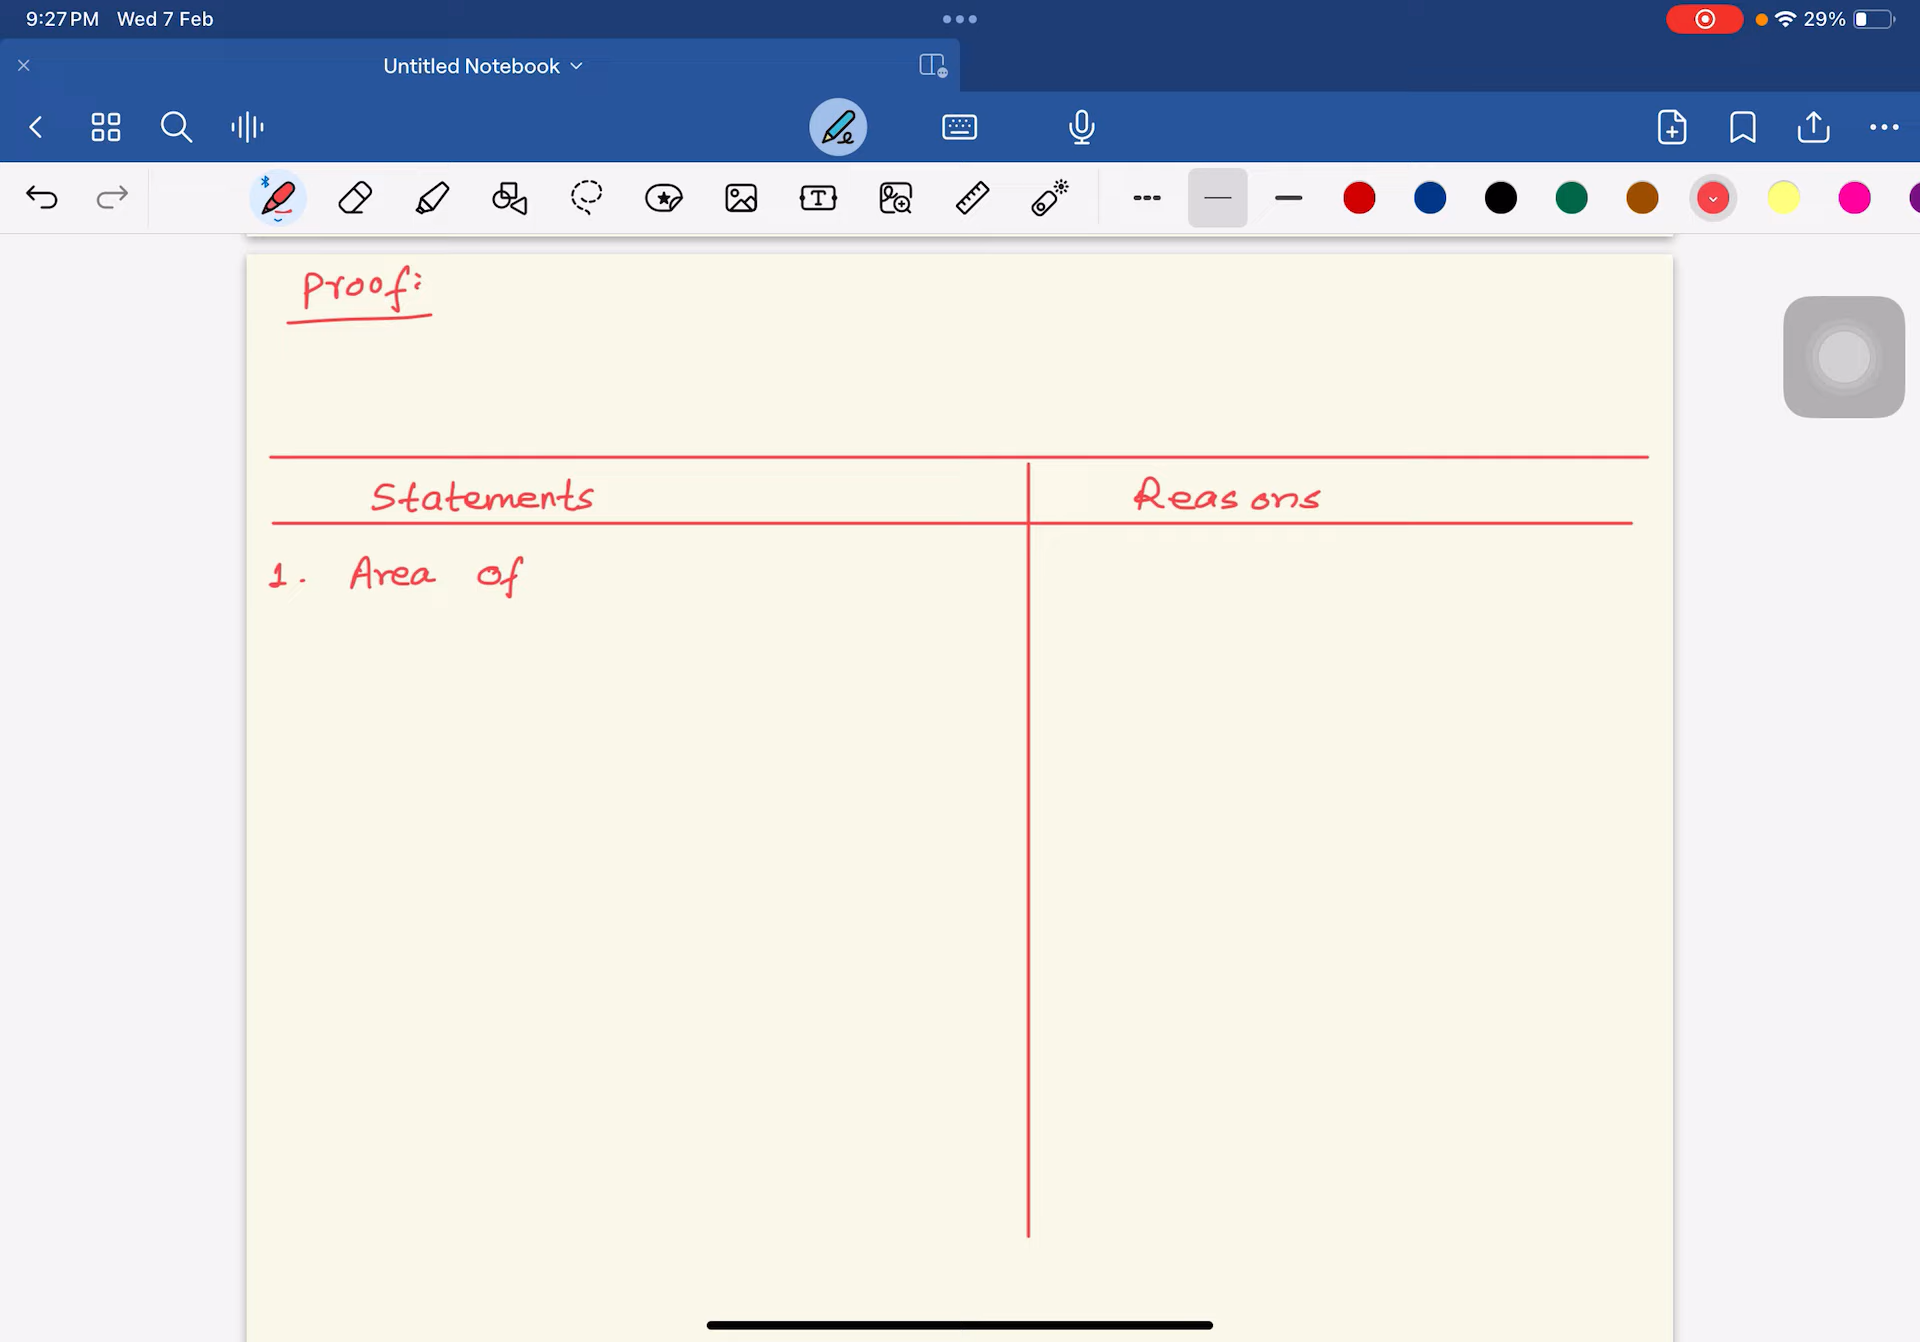 9:27 PM Wed 7 Feb
29%
Untitled Notebook
Proof:
Statements
Reasons
1. Area of